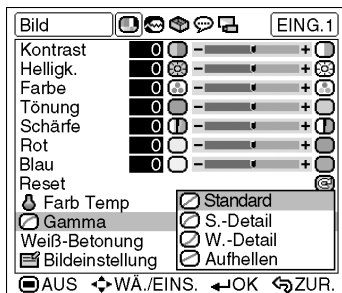 Bild EING.1
Kontrast 0 - +
Helligk. 0 - +
Farbe 0 - +
Tönung 0 - +
Schärfe 0 - +
Rot 0 - +
Blau 0 - +
Reset
Farb Temp Standard
Gamma S.-Detail
Weiß-Betonung W.-Detail
Bildeinstellung Aufhellen
AUS WÄ./EINS. OK ZUR.